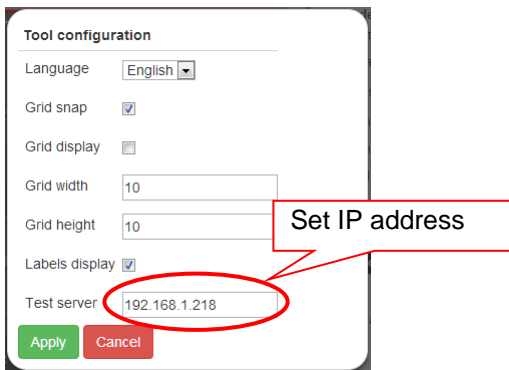 Tool configuration
Language English
Grid snap
Grid display
Grid width 10
Grid height 10
Set IP address
Labels display
Test server 192.168.1.218
Apply Cancel